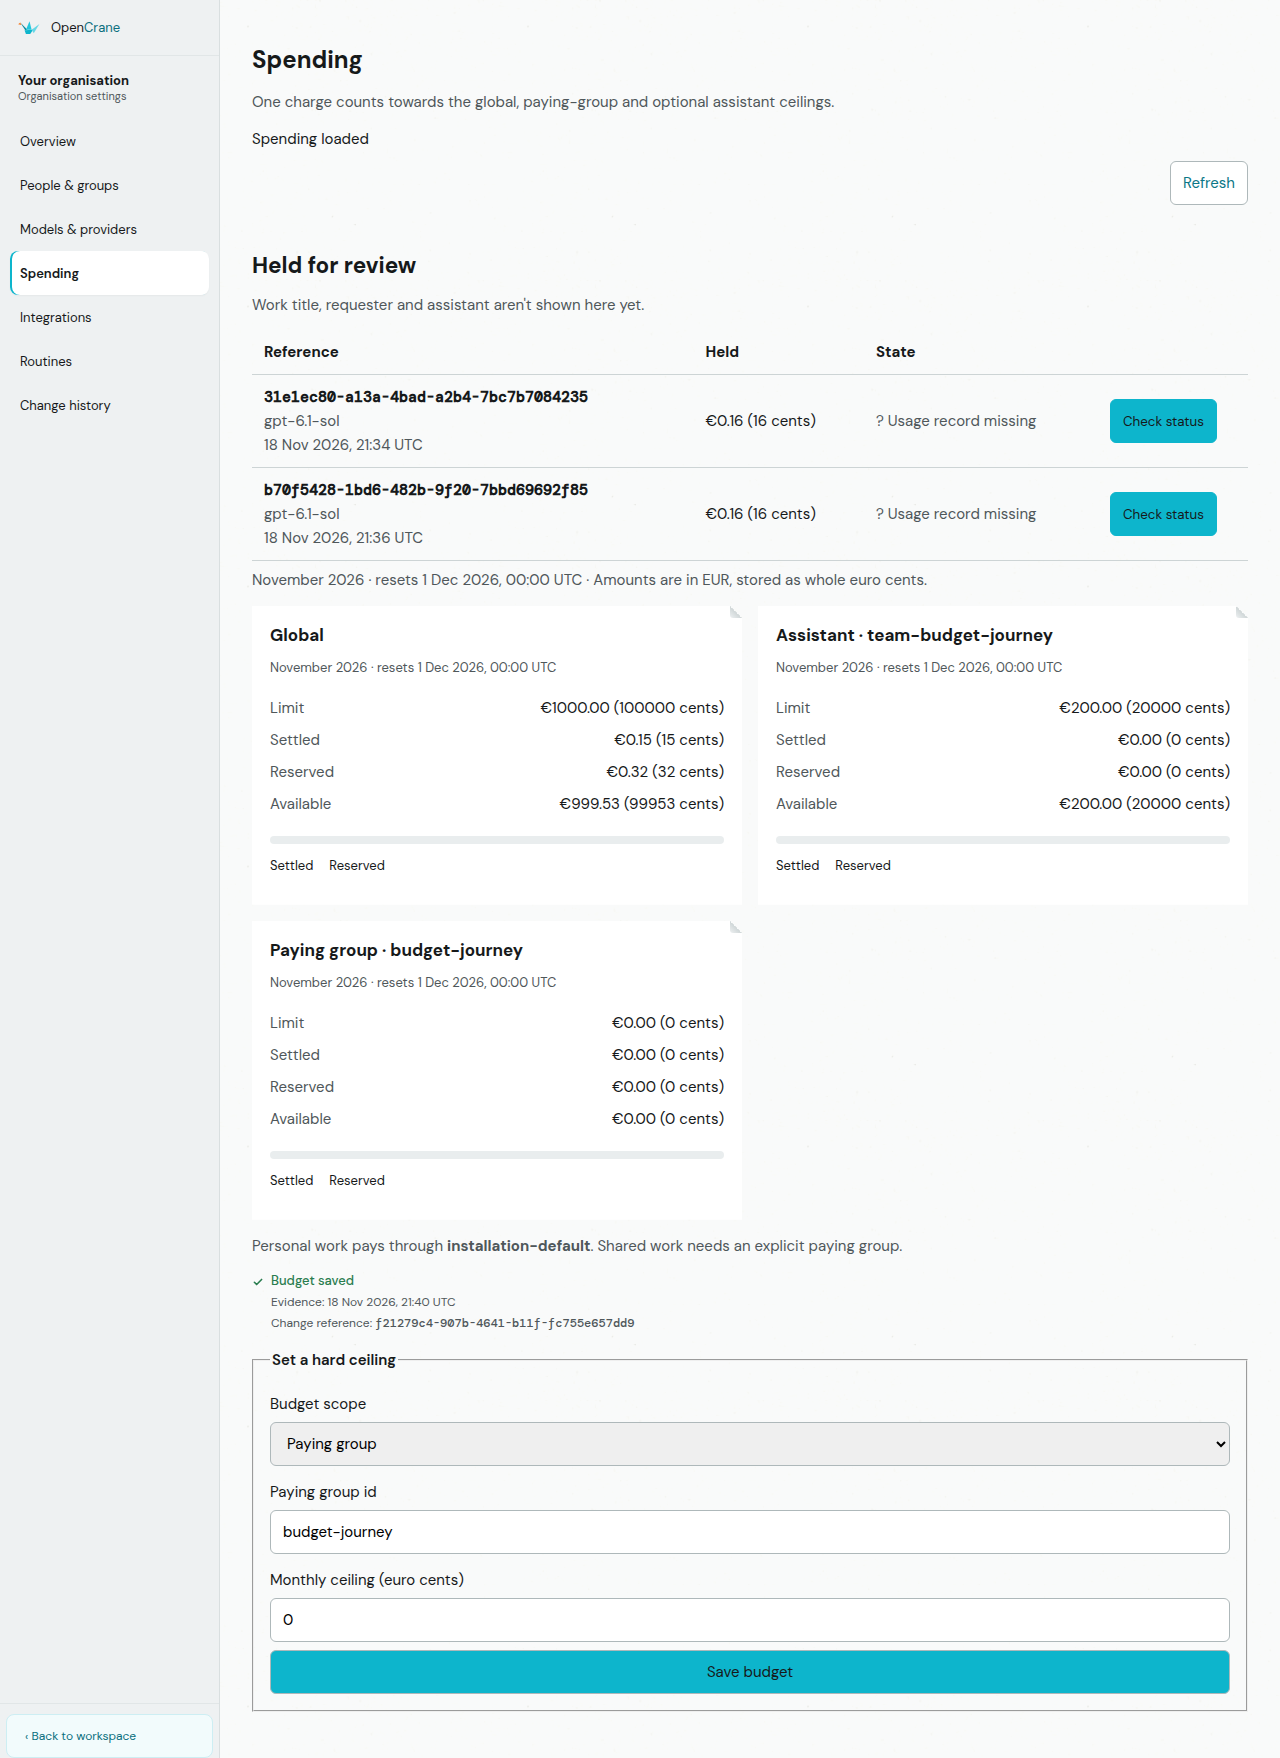 OpenCrane
Your organisation
Organisation settings
Overview
People & groups
Models & providers
Spending
Integrations
Routines
Change history
‹ Back to workspace
Spending
One charge counts towards the global, paying-group and optional assistant ceilings.
Spending loaded
Refresh
Held for review
Work title, requester and assistant aren't shown here yet.
Reference Held State
31e1ec80-a13a-4bad-a2b4-7bc7b7084235
gpt-6.1-sol
18 Nov 2026, 21:34 UTC
€0.16 (16 cents)
? Usage record missing
Check status
b70f5428-1bd6-482b-9f20-7bbd69692f85
gpt-6.1-sol
18 Nov 2026, 21:36 UTC
€0.16 (16 cents)
? Usage record missing
Check status
November 2026 · resets 1 Dec 2026, 00:00 UTC · Amounts are in EUR, stored as whole euro cents.
Global
November 2026 · resets 1 Dec 2026, 00:00 UTC
Limit €1000.00 (100000 cents)
Settled €0.15 (15 cents)
Reserved €0.32 (32 cents)
Available €999.53 (99953 cents)
Settled Reserved
Assistant · team-budget-journey
November 2026 · resets 1 Dec 2026, 00:00 UTC
Limit €200.00 (20000 cents)
Settled €0.00 (0 cents)
Reserved €0.00 (0 cents)
Available €200.00 (20000 cents)
Settled Reserved
Paying group · budget-journey
November 2026 · resets 1 Dec 2026, 00:00 UTC
Limit €0.00 (0 cents)
Settled €0.00 (0 cents)
Reserved €0.00 (0 cents)
Available €0.00 (0 cents)
Settled Reserved
Personal work pays through installation-default. Shared work needs an explicit paying group.
✓ Budget saved
Evidence: 18 Nov 2026, 21:40 UTC
Change reference: f21279c4-907b-4641-b11f-fc755e657dd9
Set a hard ceiling
Budget scope
Paying group
Paying group id
budget-journey
Monthly ceiling (euro cents)
0
Save budget